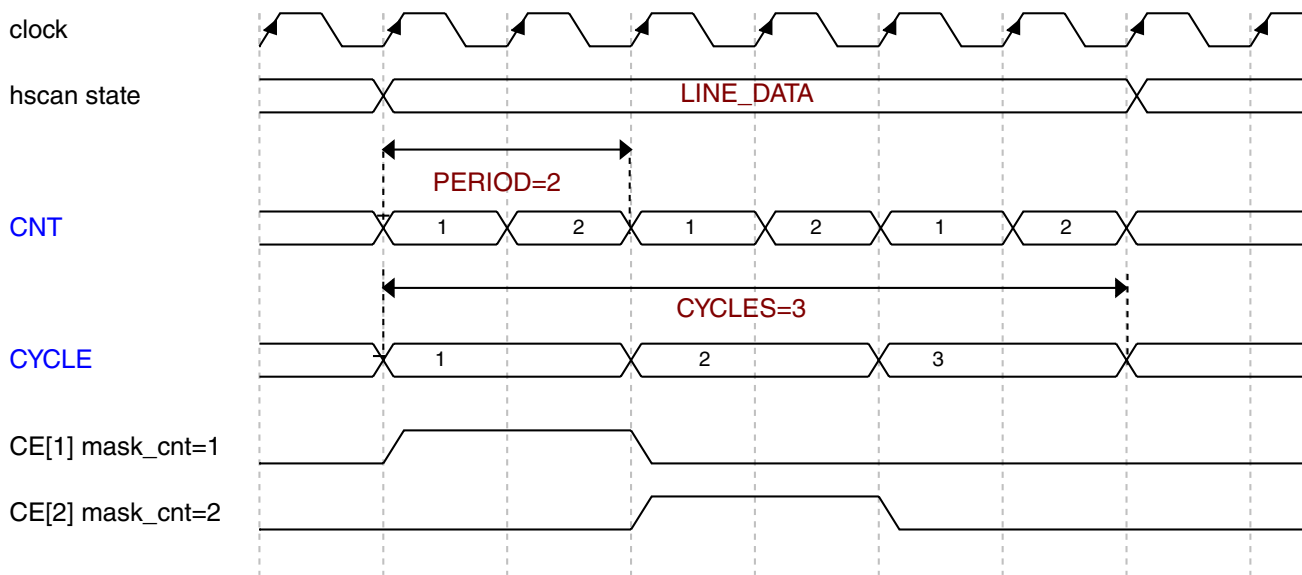 clock
hscan state
LINE_DATA
PERIOD=2
CNT
1 2 1 2 1 2
CYCLES=3
CYCLE
1 2 3
CE[1] mask_cnt=1
CE[2] mask_cnt=2